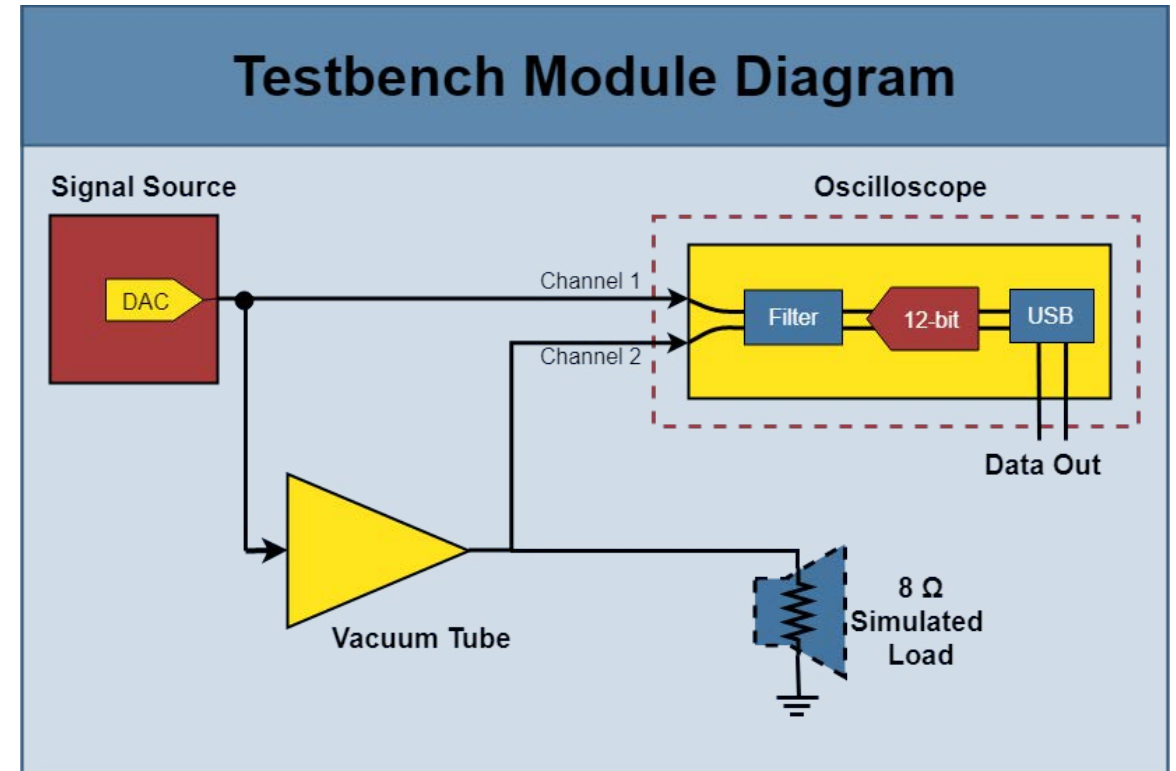 Testbench Module Diagram
Signal Source
Oscilloscope
DAC
Channel 1
Filter
12-bit
USB
Channel 2
Data Out
Vacuum Tube
8 Ω
Simulated
Load